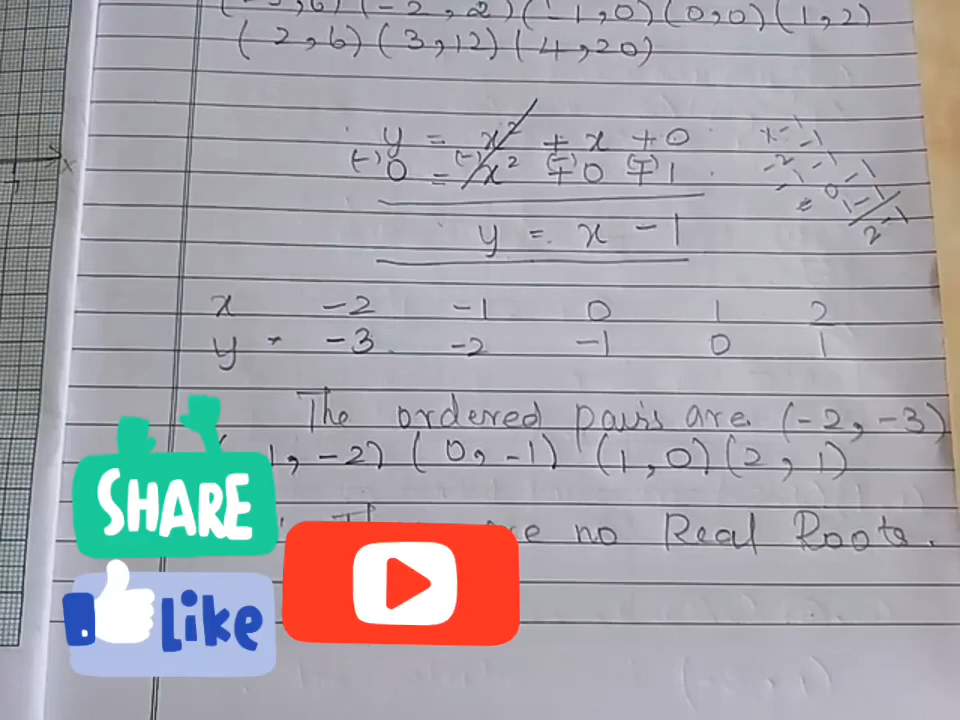 (-3,6) (-2,2) (-1,0) (0,0) (1,2)
(2,6) (3,12) (4,20)
y = x² + x + 0
(-) 0 = (-) x² (-)+ 0 (-)+ 1
y = x - 1
x -2 -1 0 1 2
y -3 -2 -1 0 1
The ordered pairs are (-2, -3)
1, -2) (0, -1) (1, 0) (2, 1)
no Real Roots.
SHARE
Like
x